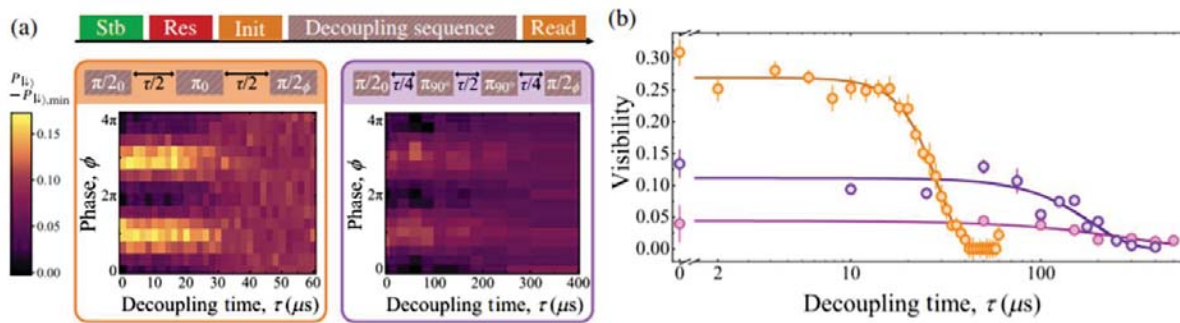 (a)
Stb Res Init Decoupling sequence Read
π/2₀ τ/2 π₀ τ/2 π/2ϕ
π/2₀ τ/4 π₉₀° τ/2 π₉₀° τ/4 π/2ϕ
0.15
0.10
0.05
0.00
Phase, ϕ
4π
2π
0
0 10 20 30 40 50 60
Decoupling time, τ (μs)
Phase, ϕ
4π
2π
0
0 100 200 300 400
Decoupling time, τ (μs)
(b)
Visibility
0.30
0.25
0.20
0.15
0.10
0.05
0.00
0 2 10 100
Decoupling time, τ (μs)